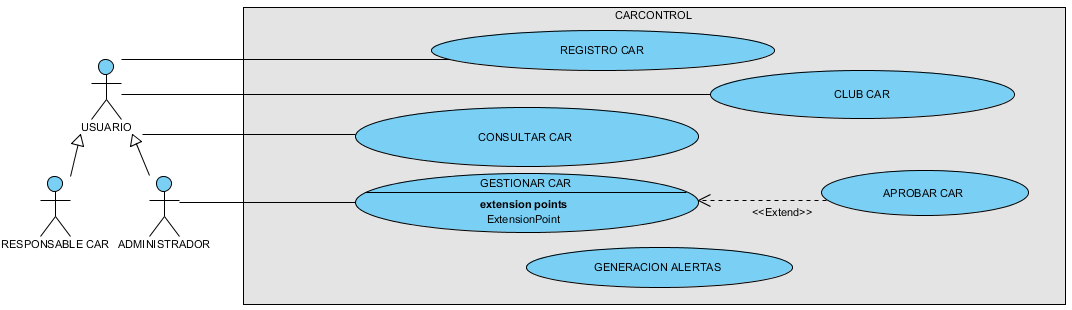 CARCONTROL
REGISTRO CAR
CLUB CAR
USUARIO
CONSULTAR CAR
GESTIONAR CAR
extension points
ExtensionPoint
APROBAR CAR
<<Extend>>
RESPONSABLE CAR
ADMINISTRADOR
GENERACION ALERTAS